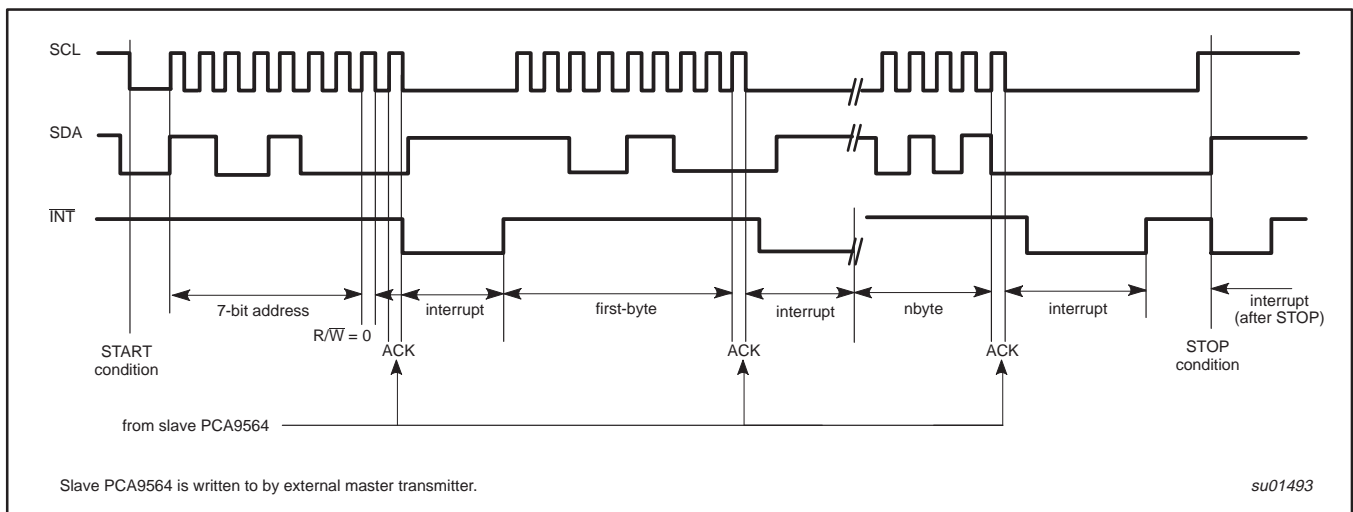 SCL
SDA
INT
7-bit address
interrupt
first-byte
interrupt
nbyte
interrupt
interrupt
(after STOP)
R/W = 0
START
condition
ACK
ACK
ACK
STOP
condition
from slave PCA9564
Slave PCA9564 is written to by external master transmitter.
su01493